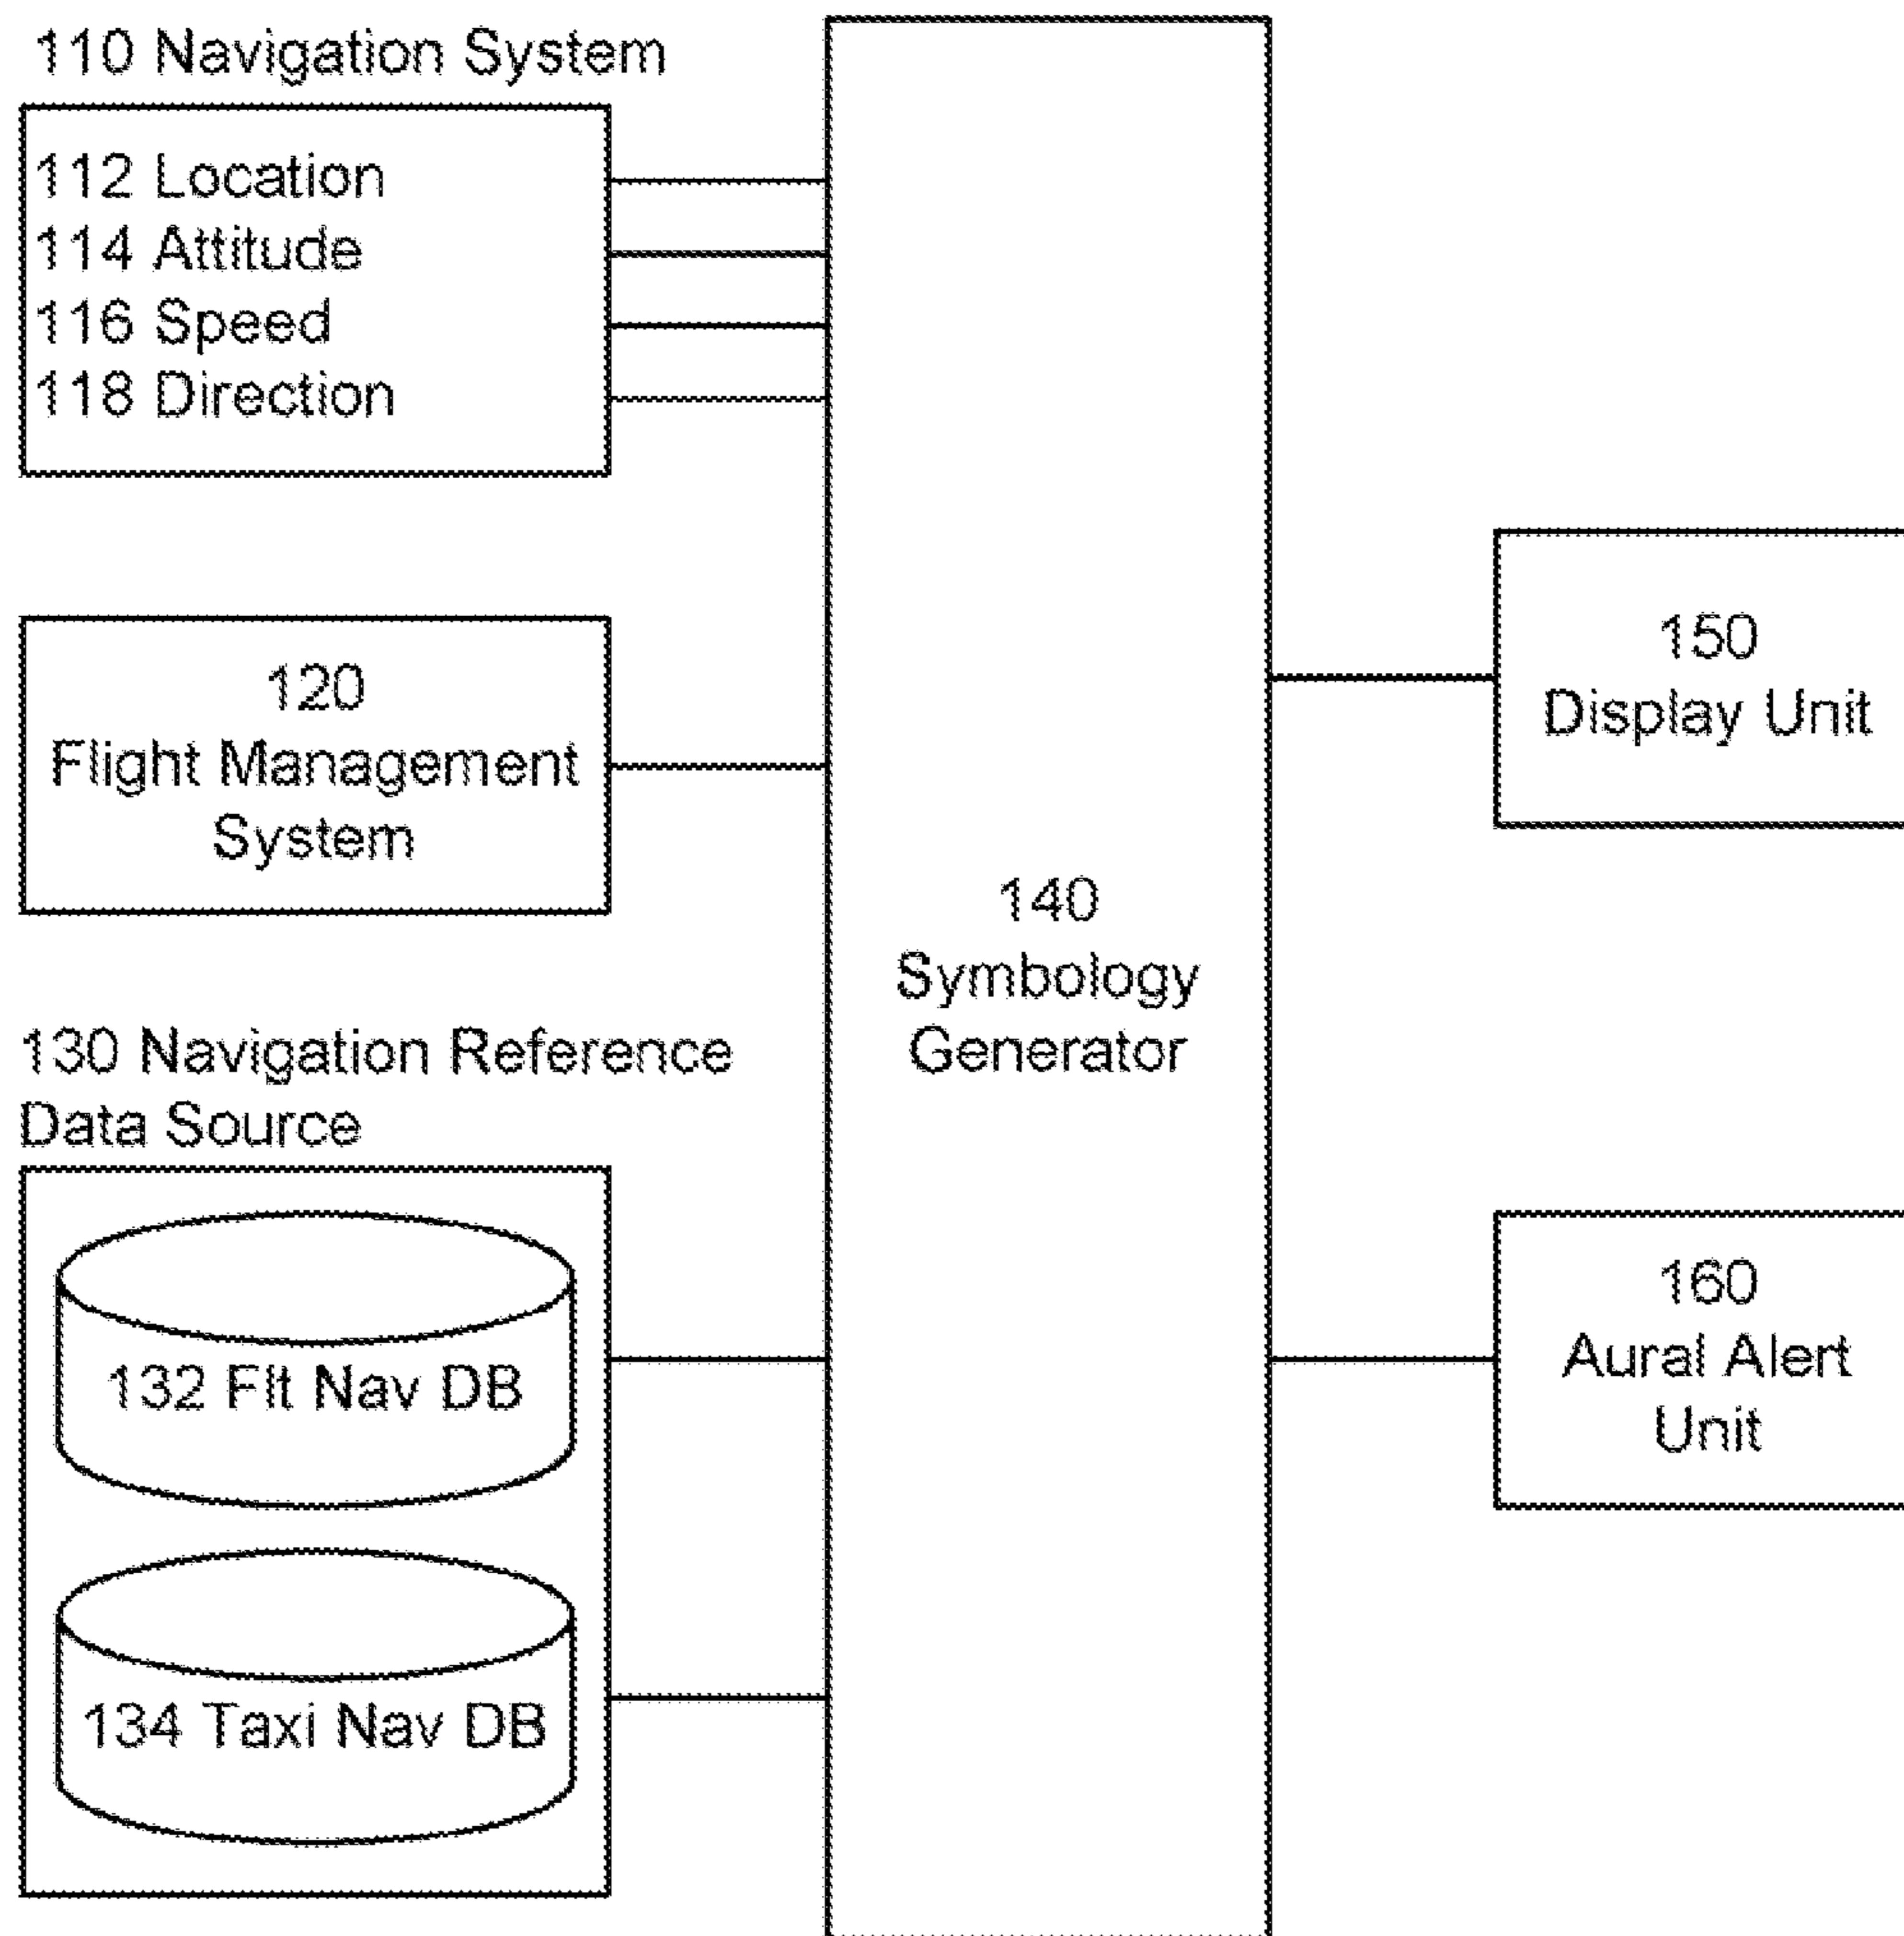 110 Navigation System
112 Location
114 Attitude
116 Speed
118 Direction
120
Flight Management
System
130 Navigation Reference
Data Source
132 Flt Nav DB
134 Taxi Nav DB
140
Symbology
Generator
150
Display Unit
160
Aural Alert
Unit